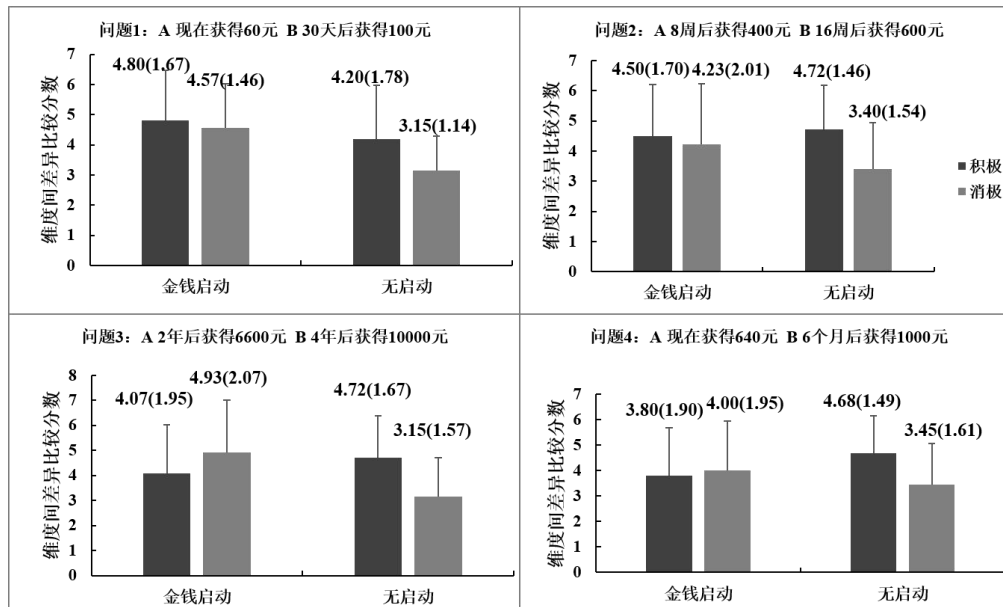 问题1：A 现在获得60元 B 30天后获得100元
维度间差异比较分数
7
6
5
4
3
2
1
0
4.80(1.67)
4.57(1.46)
4.20(1.78)
3.15(1.14)
金钱启动
无启动
问题2：A 8周后获得400元 B 16周后获得600元
维度间差异比较分数
7
6
5
4
3
2
1
0
4.50(1.70)
4.23(2.01)
4.72(1.46)
3.40(1.54)
金钱启动
无启动
积极
消极
问题3：A 2年后获得6600元 B 4年后获得10000元
维度间差异比较分数
8
7
6
5
4
3
2
1
0
4.07(1.95)
4.93(2.07)
4.72(1.67)
3.15(1.57)
金钱启动
无启动
问题4：A 现在获得640元 B 6个月后获得1000元
维度间差异比较分数
7
6
5
4
3
2
1
0
3.80(1.90)
4.00(1.95)
4.68(1.49)
3.45(1.61)
金钱启动
无启动